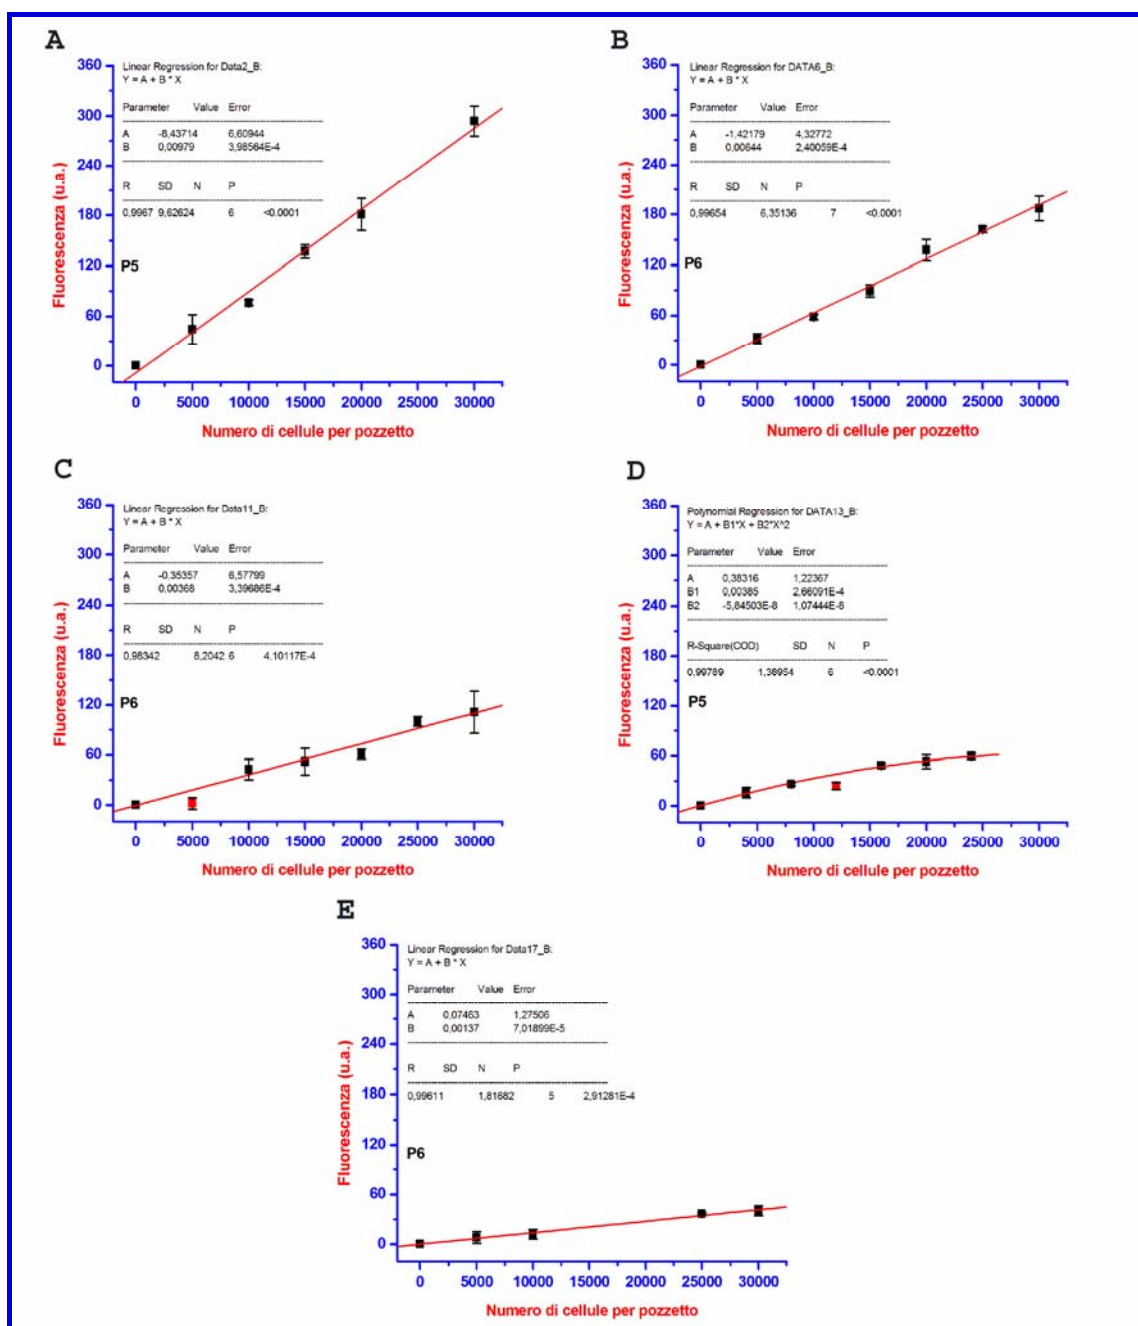 A
Linear Regression for Data2_B:
Y = A + B * X
Parameter Value Error
A -8,43714 6,60944
B 0,00979 3,98564E-4
R SD N P
0,9967 9,62624 6 <0.0001
P5
360
300
240
180
120
60
0
Fluorescenza (u.a.)
0 5000 10000 15000 20000 25000 30000
Numero di cellule per pozzetto
B
Linear Regression for DATA6_B:
Y = A + B * X
Parameter Value Error
A -1,42179 4,32772
B 0,00644 2,40059E-4
R SD N P
0,99654 6,35136 7 <0.0001
P6
360
300
240
180
120
60
0
Fluorescenza (u.a.)
0 5000 10000 15000 20000 25000 30000
Numero di cellule per pozzetto
C
Linear Regression for Data11_B:
Y = A + B * X
Parameter Value Error
A -0,35357 6,57799
B 0,00368 3,39686E-4
R SD N P
0,98342 8,2042 6 4,10117E-4
P6
360
300
240
180
120
60
0
Fluorescenza (u.a.)
0 5000 10000 15000 20000 25000 30000
Numero di cellule per pozzetto
D
Polynomial Regression for DATA13_B:
Y = A + B1*X + B2*X^2
Parameter Value Error
A 0,38316 1,22367
B1 0,00385 2,66091E-4
B2 -5,84503E-8 1,07444E-8
R-Square(COD) SD N P
0,99789 1,38954 6 <0.0001
P5
360
300
240
180
120
60
0
Fluorescenza (u.a.)
0 5000 10000 15000 20000 25000 30000
Numero di cellule per pozzetto
E
Linear Regression for Data17_B:
Y = A + B * X
Parameter Value Error
A 0,07463 1,27506
B 0,00137 7,01899E-5
R SD N P
0,99611 1,81682 5 2,91281E-4
P6
360
300
240
180
120
60
0
Fluorescenza (u.a.)
0 5000 10000 15000 20000 25000 30000
Numero di cellule per pozzetto